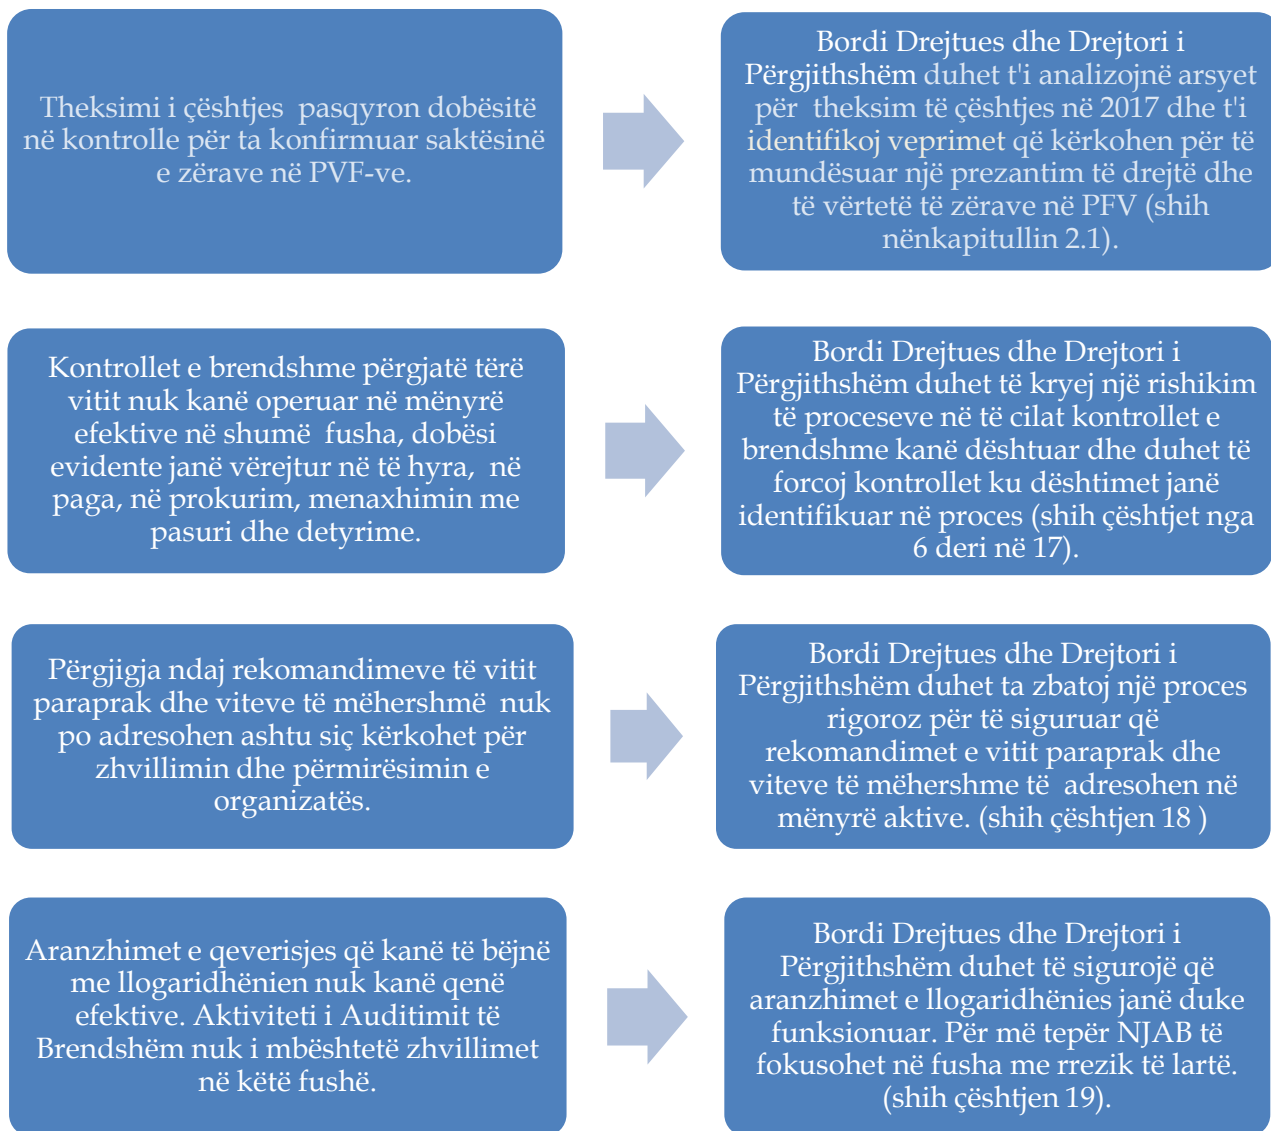 Theksimi i çështjes pasqyron dobësitë
në kontrolle për ta konfirmuar saktësinë
e zërave në PVF-ve.
Bordi Drejtues dhe Drejtori i
Përgjithshëm duhet t'i analizojnë arsyet
për theksim të çështjes në 2017 dhe t'i
identifikoj veprimet që kërkohen për të
mundësuar një prezantim të drejtë dhe
të vërtetë të zërave në PFV (shih
nënkapitullin 2.1).
Kontrollet e brendshme përgjatë tërë
vitit nuk kanë operuar në mënyrë
efektive në shumë fusha, dobësi
evidente janë vërejtur në të hyra, në
paga, në prokurim, menaxhimin me
pasuri dhe detyrime.
Bordi Drejtues dhe Drejtori i
Përgjithshëm duhet të kryej një rishikim
të proceseve në të cilat kontrollet e
brendshme kanë dështuar dhe duhet të
forcoj kontrollet ku dështimet janë
identifikuar në proces (shih çështjet nga
6 deri në 17).
Përgjigja ndaj rekomandimeve të vitit
paraprak dhe viteve të mëhershmë nuk
po adresohen ashtu siç kërkohet për
zhvillimin dhe përmirësimin e
organizatës.
Bordi Drejtues dhe Drejtori i
Përgjithshëm duhet ta zbatoj një proces
rigoroz për të siguruar që
rekomandimet e vitit paraprak dhe
viteve të mëhershme të adresohen në
mënyrë aktive. (shih çështjen 18 )
Aranzhimet e qeverisjes që kanë të bëjnë
me llogaridhënien nuk kanë qenë
efektive. Aktiviteti i Auditimit të
Brendshëm nuk i mbështetë zhvillimet
në këtë fushë.
Bordi Drejtues dhe Drejtori i
Përgjithshëm duhet të sigurojë që
aranzhimet e llogaridhënies janë duke
funksionuar. Për më tepër NJAB të
fokusohet në fusha me rrezik të lartë.
(shih çështjen 19).